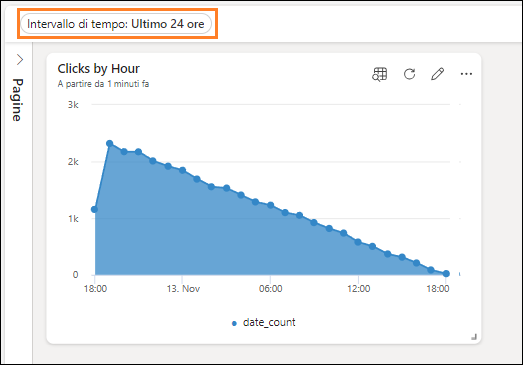 Intervallo di tempo: Ultimo 24 ore
Pagine
Clicks by Hour
A partire da 1 minuti fa
3k
2k
1k
0
18:00 13. Nov 06:00 12:00 18:00
date_count